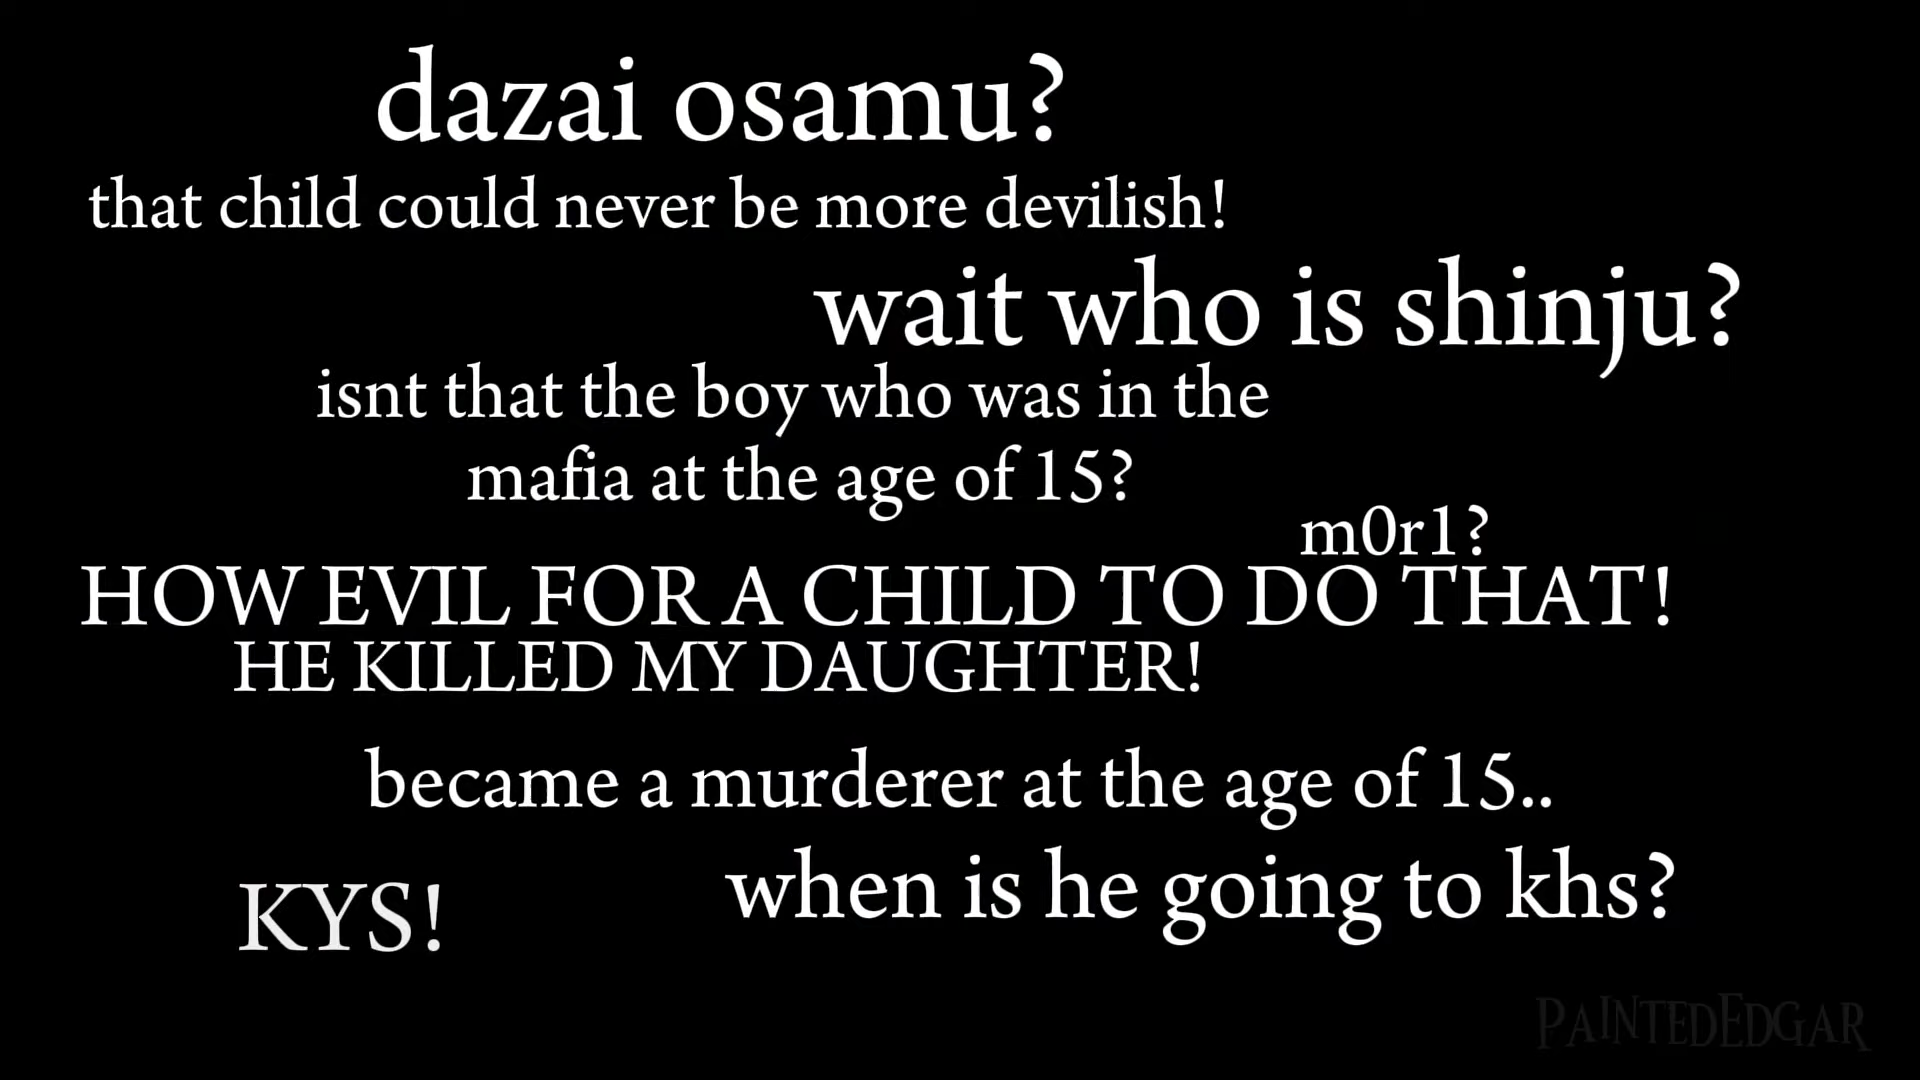 dazai osamu?
that child could never be more devilish!
wait who is shinju?
isnt that the boy who was in the
mafia at the age of 15?
m0r1?
HOW EVIL FOR A CHILD TO DO THAT!
HE KILLED MY DAUGHTER!
became a murderer at the age of 15..
when is he going to khs?
KYS!
PAINTEDEDGAR